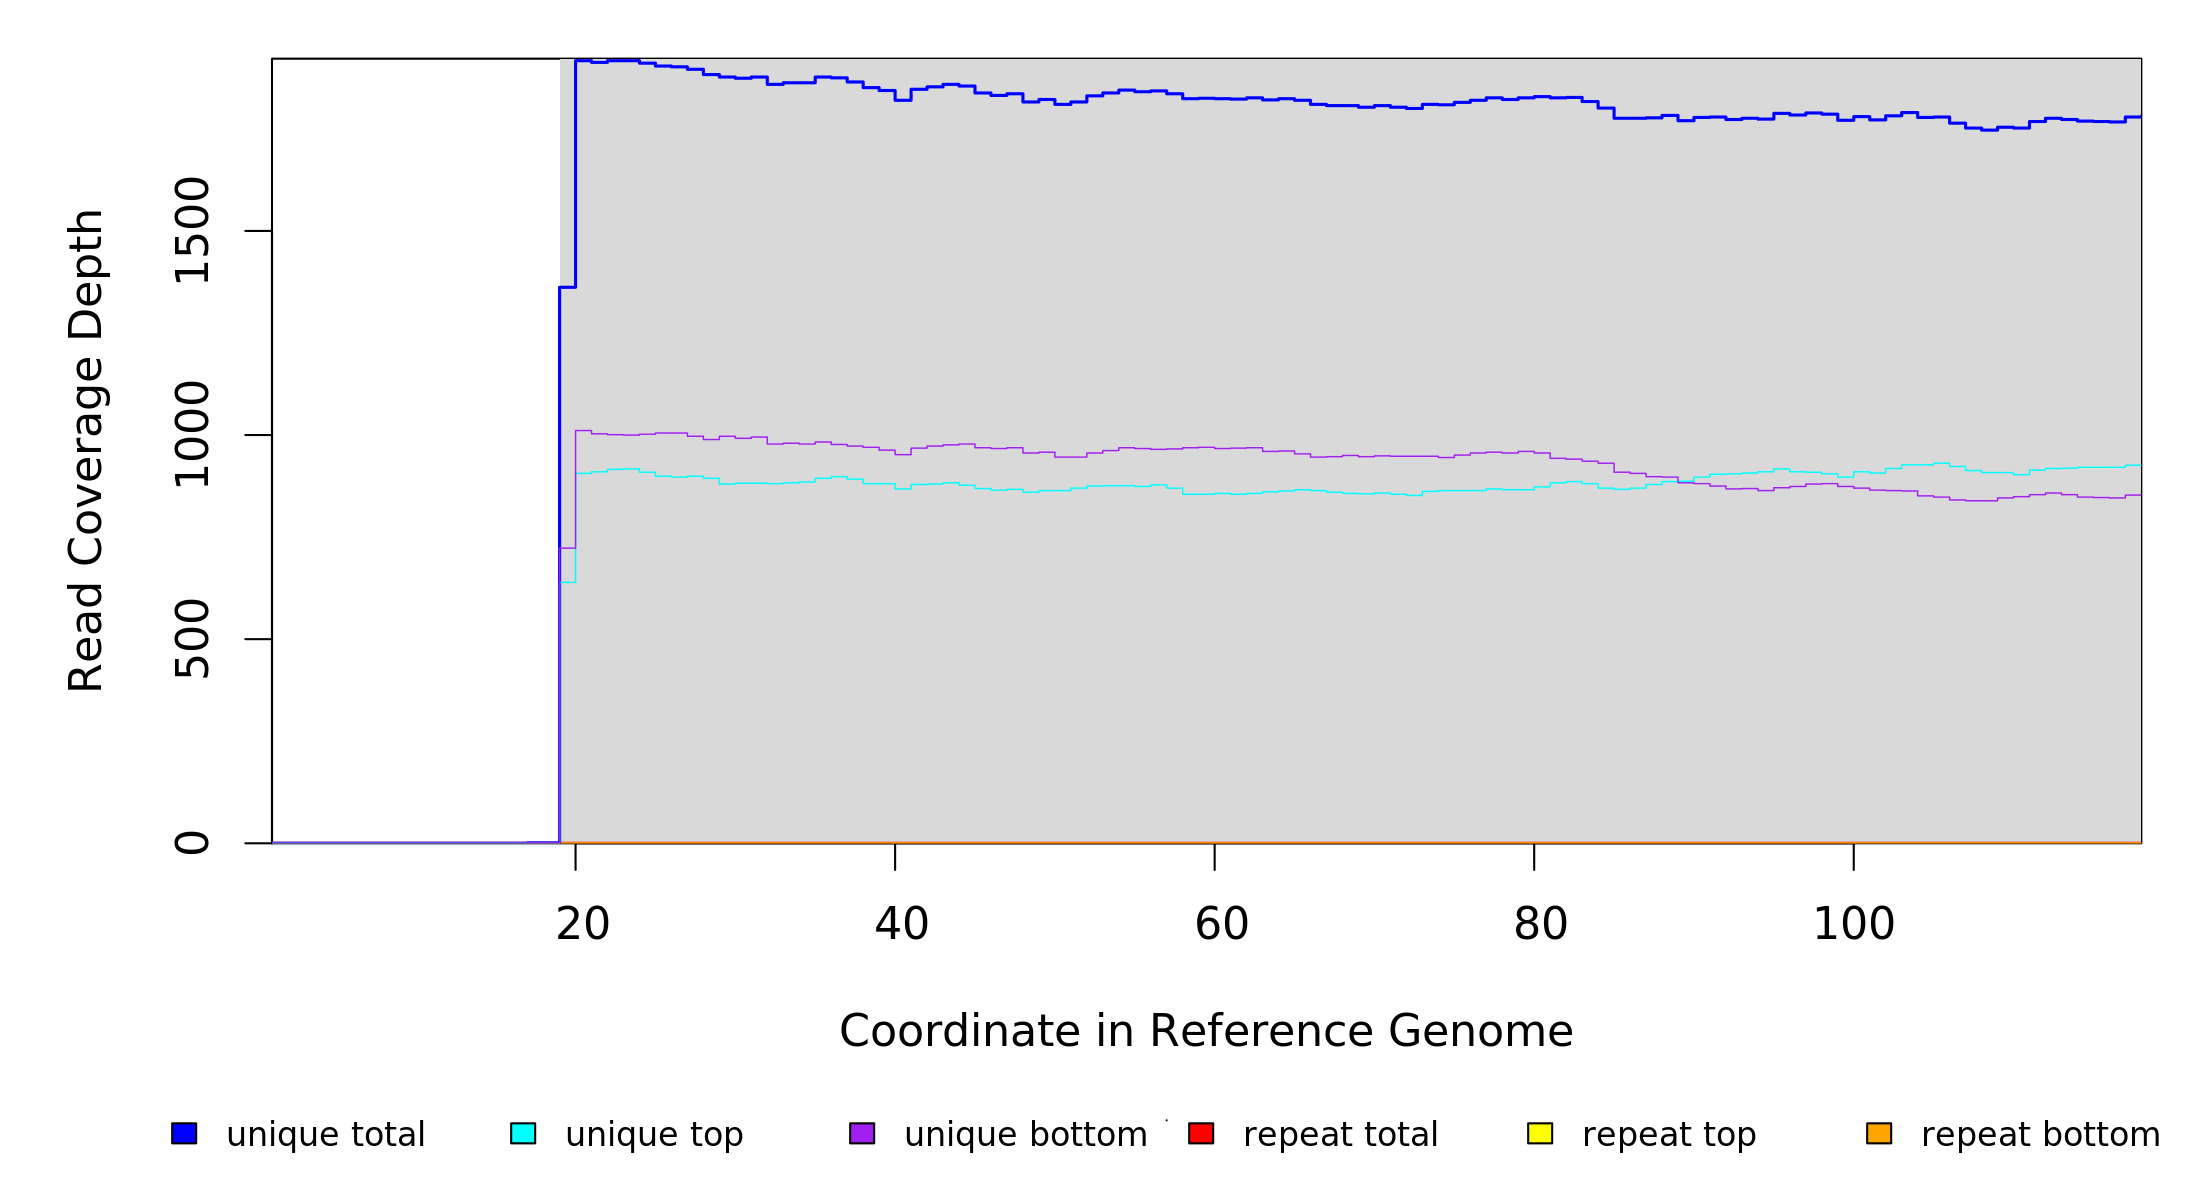 Read Coverage Depth
1500
1000
500
0
20 40 60 80 100
Coordinate in Reference Genome
unique total unique top unique bottom repeat total repeat top repeat bottom